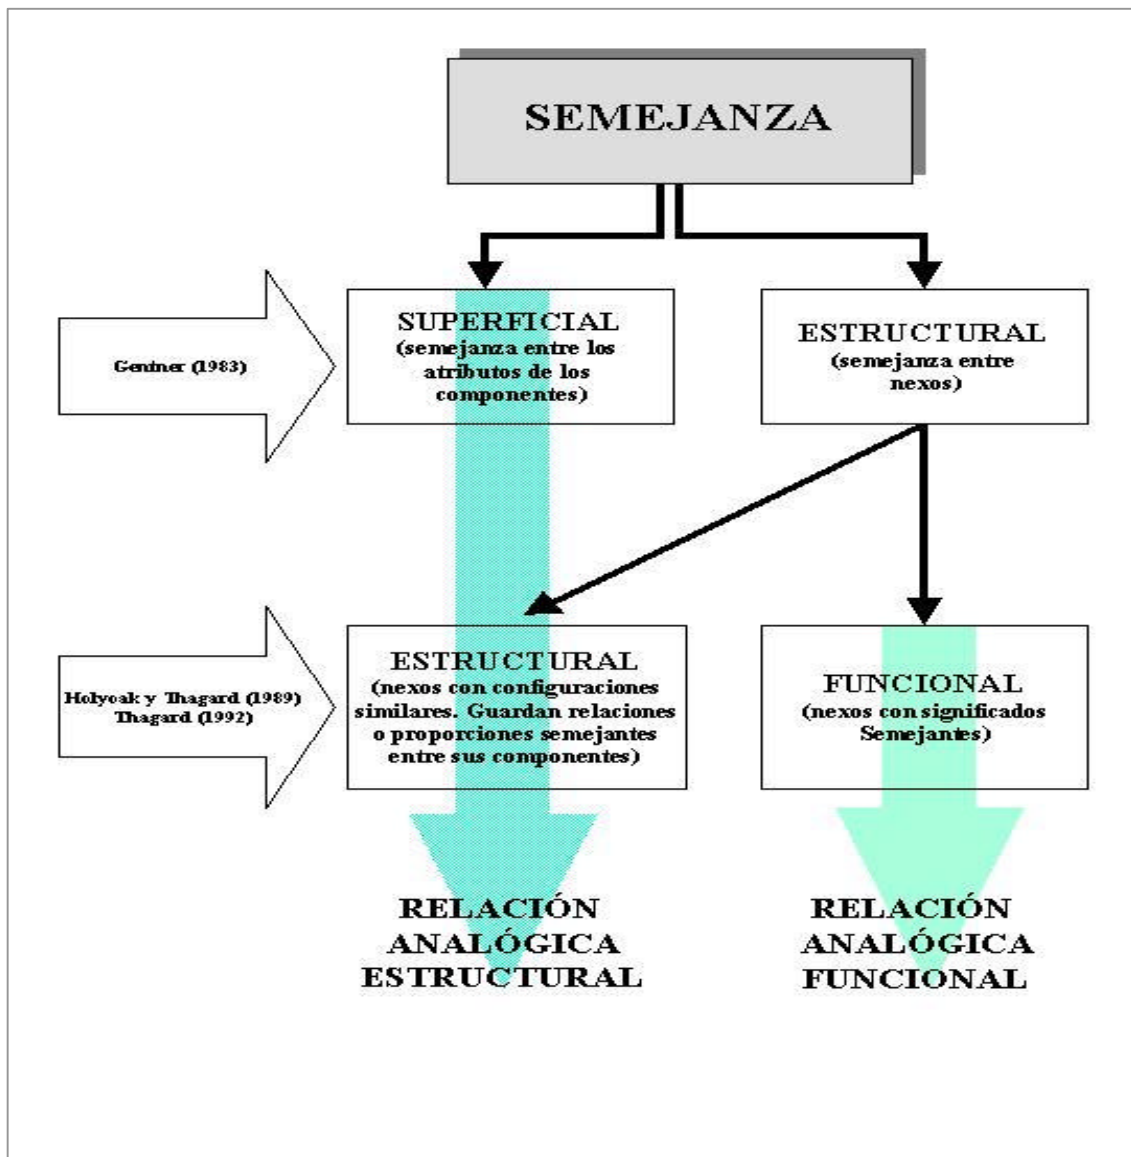 SEMEJANZA
Gentner (1983)
SUPERFICIAL
(semejanza entre los
atributos de los
componentes)
ESTRUCTURAL
(semejanza entre
nexos)
Holyoak y Thagard (1989)
Thagard (1992)
ESTRUCTURAL
(nexos con configuraciones
similares. Guardan relaciones
o proporciones semejantes
entre sus componentes)
FUNCIONAL
(nexos con significados
Semejantes)
RELACIÓN
ANALÓGICA
ESTRUCTURAL
RELACIÓN
ANALÓGICA
FUNCIONAL